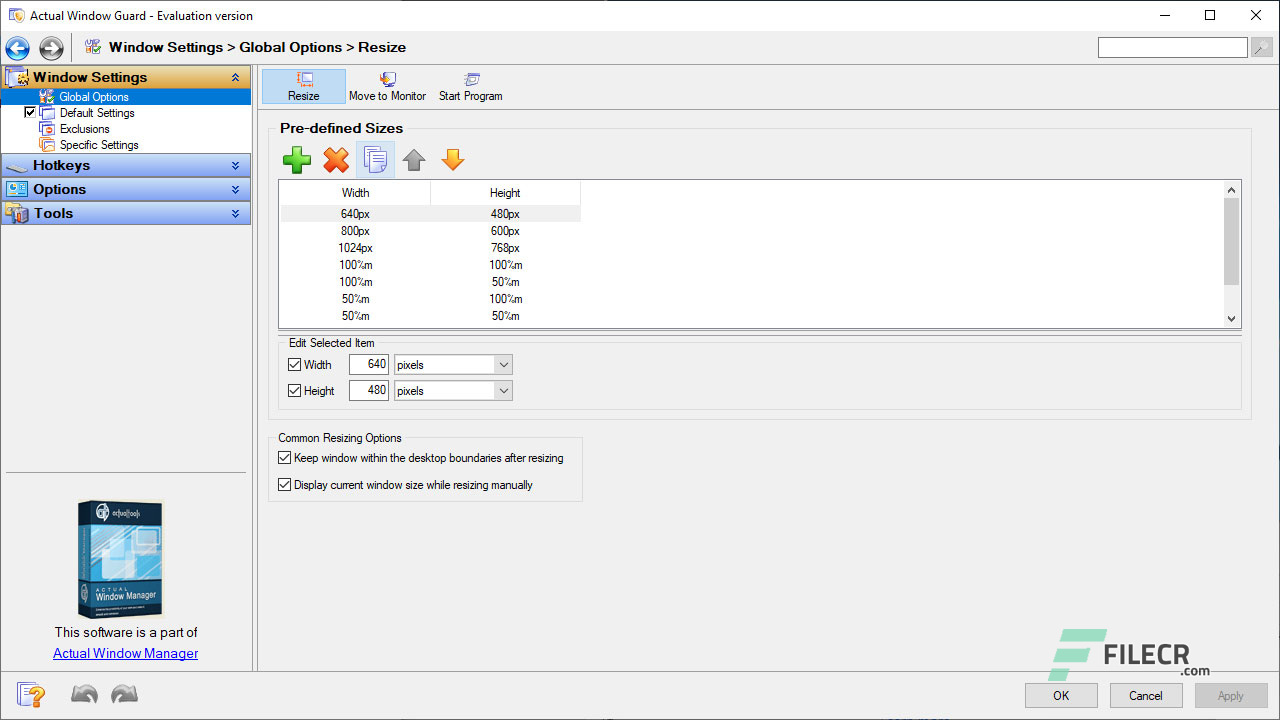 Actual Window Guard - Evaluation version
Window Settings > Global Options > Resize
Window Settings
Global Options
Default Settings
Exclusions
Specific Settings
Hotkeys
Options
Tools
Resize
Move to Monitor
Start Program
Pre-defined Sizes
Width Height
640px 480px
800px 600px
1024px 768px
100%m 100%m
100%m 50%m
50%m 100%m
50%m 50%m
Edit Selected Item
Width 640 pixels
Height 480 pixels
Common Resizing Options
Keep window within the desktop boundaries after resizing
Display current window size while resizing manually
actualtools
ACTUAL
Window Manager
This software is a part of
Actual Window Manager
FILECR
.com
OK
Cancel
Apply